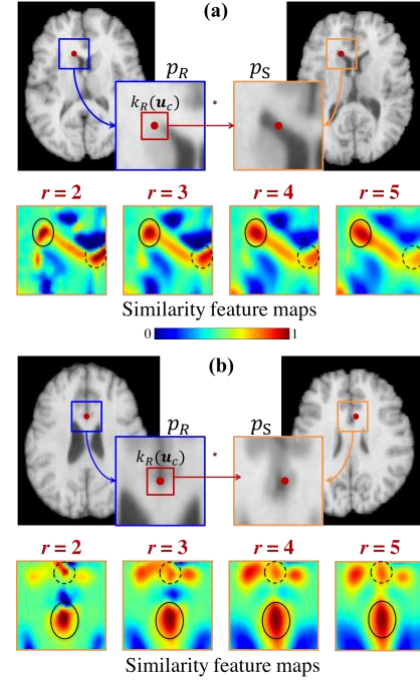 (a)
p_R
p_S
k_R(u_c)
*
r = 2
r = 3
r = 4
r = 5
Similarity feature maps
0
1
(b)
p_R
p_S
k_R(u_c)
*
r = 2
r = 3
r = 4
r = 5
Similarity feature maps